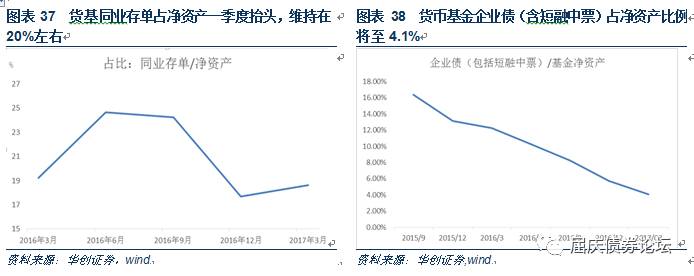 图表 37 货基同业存单占净资产一季度抬头，维持在
20%左右
占比：同业存单/净资产
%
27
25
23
21
19
17
15
2016年3月
2016年6月
2016年9月
2016年12月
2017年3月
资料来源：华创证券，wind
图表 38 货币基金企业债（含短融中票）占净资产比例
将至 4.1%
企业债（包括短融中票）/基金净资产
18.00%
16.00%
14.00%
12.00%
10.00%
8.00%
6.00%
4.00%
2.00%
0.00%
2015/9
2015/12
2016/3
资料来源：华创证券,wind
屈庆债券论坛